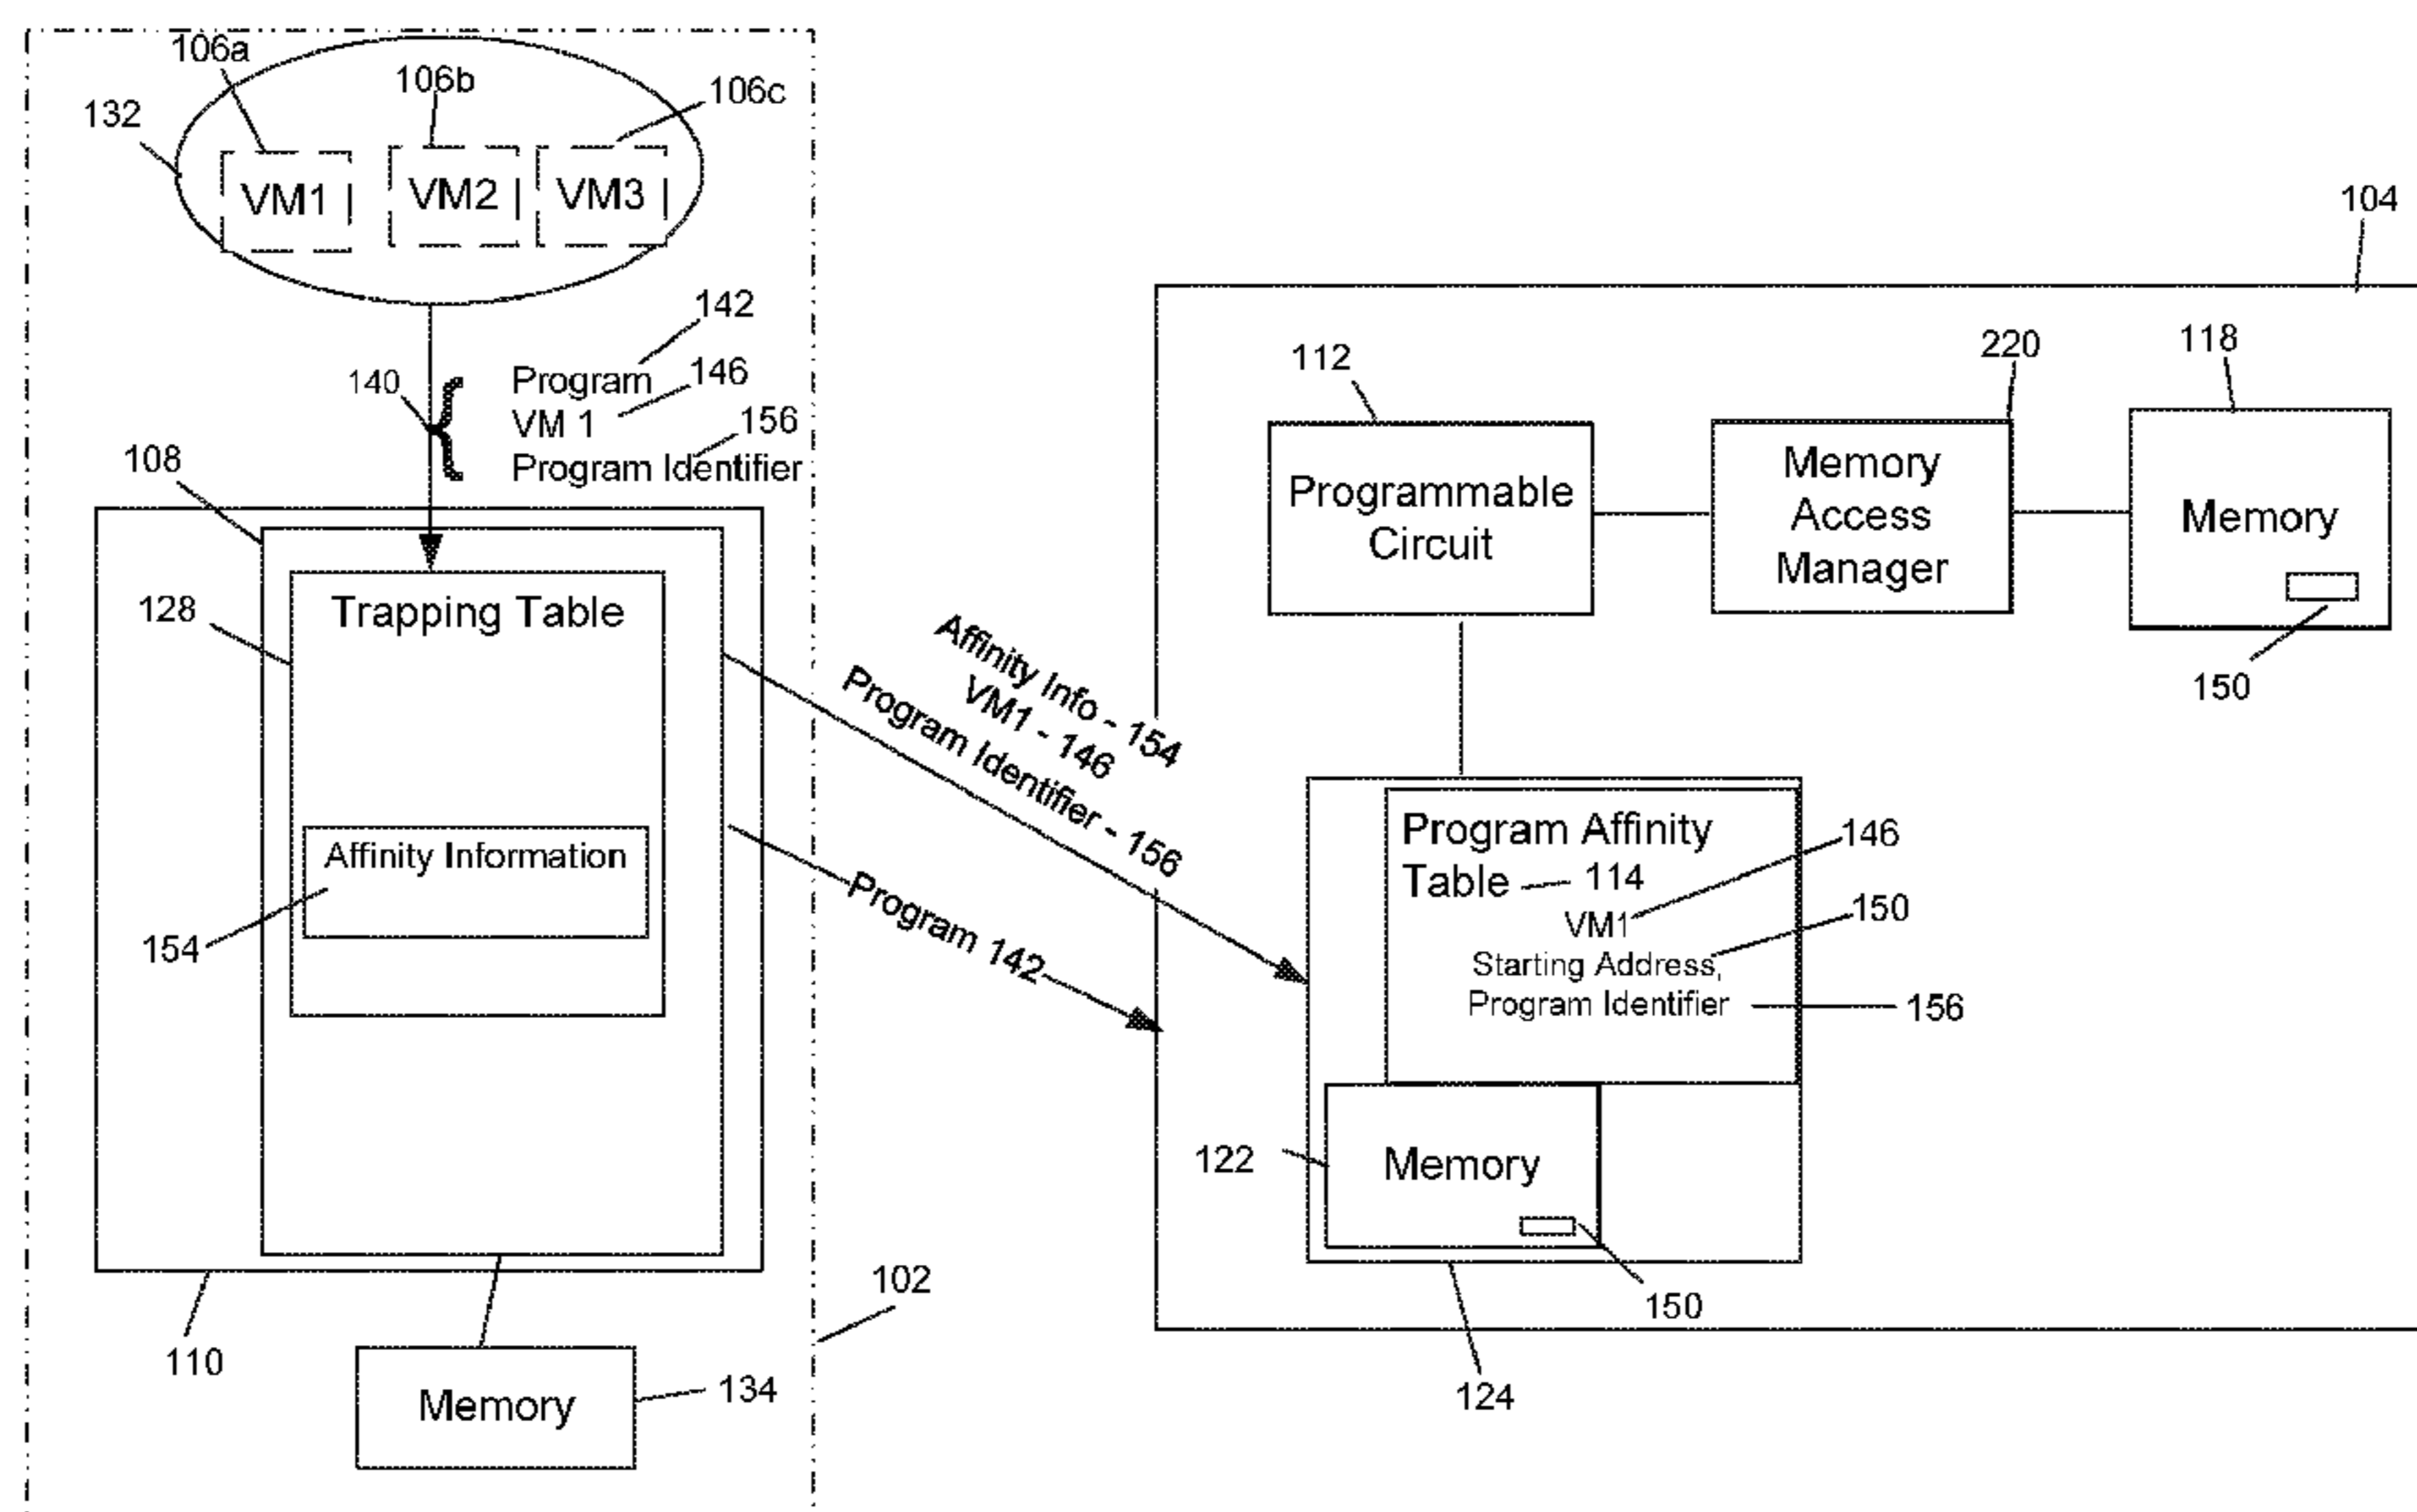 106a
106b
106c
132
VM1
VM2
VM3
142
140
Program
146
VM 1
156
Program Identifier
108
128
Trapping Table
Affinity Information
154
110
Memory
134
102
Affinity Info - 154
VM1 - 146
Program Identifier - 156
Program 142
104
112
220
118
Programmable
Circuit
Memory
Access
Manager
Memory
150
Program Affinity
Table
114
146
VM1
150
Starting Address,
Program Identifier
156
122
Memory
150
124